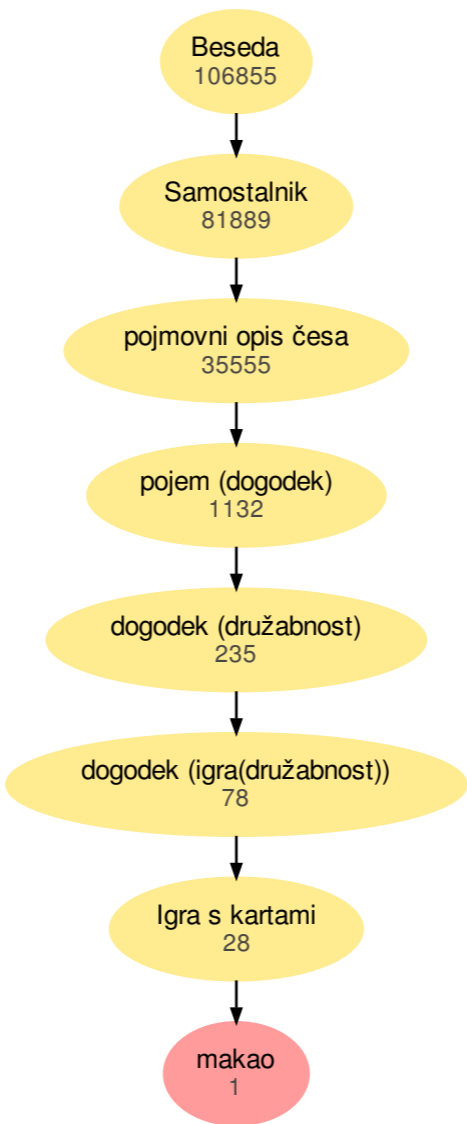 Beseda
106855
Samostalnik
81889
pojmovni opis česa
35555
pojem (dogodek)
1132
dogodek (družabnost)
235
dogodek (igra(družabnost))
78
Igra s kartami
28
makao
1